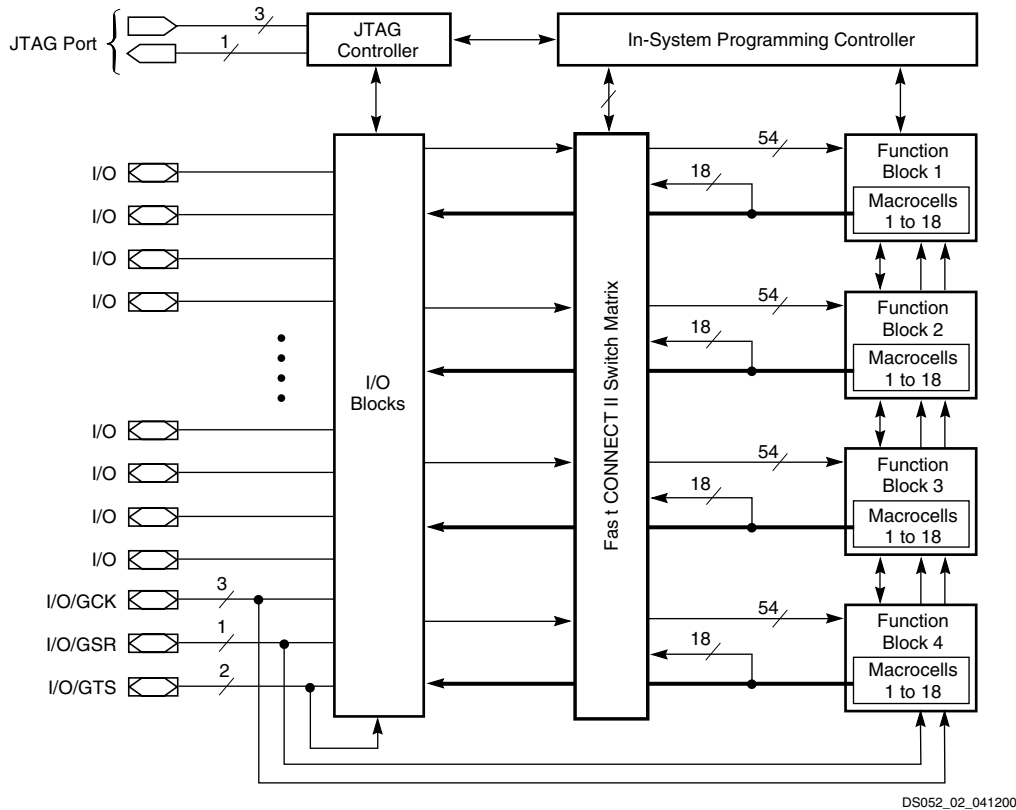 JTAG Port
3
1
JTAG
Controller
In-System Programming Controller
I/O
I/O
I/O
I/O
I/O
I/O
I/O
I/O
I/O/GCK
3
I/O/GSR
1
I/O/GTS
2
I/O
Blocks
Fas t CONNECT II Switch Matrix
54
18
Function
Block 1
Macrocells
1 to 18
54
18
Function
Block 2
Macrocells
1 to 18
54
18
Function
Block 3
Macrocells
1 to 18
54
18
Function
Block 4
Macrocells
1 to 18
DS052_02_041200